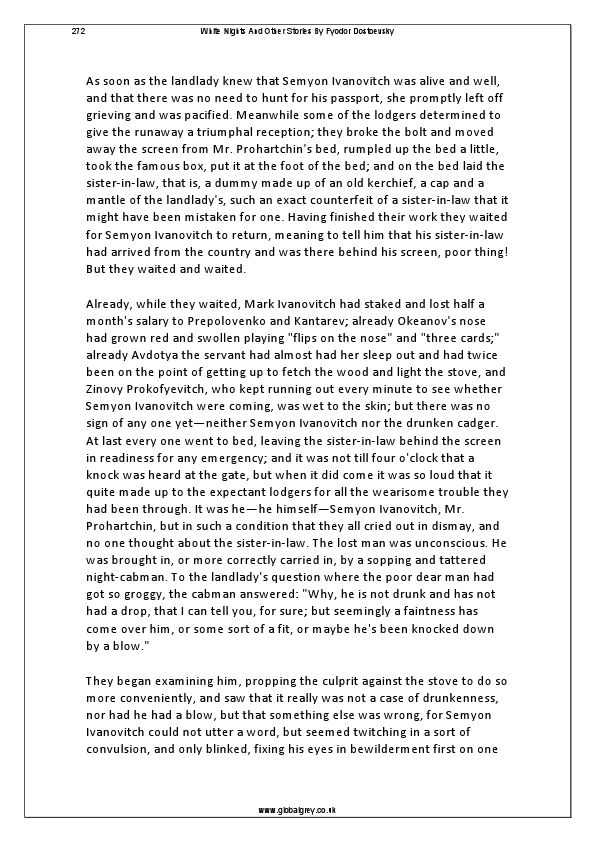 272
White Nights And Other Stories By Fyodor Dostoevsky
As soon as the landlady knew that Semyon Ivanovitch was alive and well,
and that there was no need to hunt for his passport, she promptly left off
grieving and was pacified. Meanwhile some of the lodgers determined to
give the runaway a triumphal reception; they broke the bolt and moved
away the screen from Mr. Prohartchin's bed, rumpled up the bed a little,
took the famous box, put it at the foot of the bed; and on the bed laid the
sister-in-law, that is, a dummy made up of an old kerchief, a cap and a
mantle of the landlady's, such an exact counterfeit of a sister-in-law that it
might have been mistaken for one. Having finished their work they waited
for Semyon Ivanovitch to return, meaning to tell him that his sister-in-law
had arrived from the country and was there behind his screen, poor thing!
But they waited and waited.
Already, while they waited, Mark Ivanovitch had staked and lost half a
month's salary to Prepolovenko and Kantarev; already Okeanov's nose
had grown red and swollen playing "flips on the nose" and "three cards;"
already Avdotya the servant had almost had her sleep out and had twice
been on the point of getting up to fetch the wood and light the stove, and
Zinovy Prokofyevitch, who kept running out every minute to see whether
Semyon Ivanovitch were coming, was wet to the skin; but there was no
sign of any one yet—neither Semyon Ivanovitch nor the drunken cadger.
At last every one went to bed, leaving the sister-in-law behind the screen
in readiness for any emergency; and it was not till four o'clock that a
knock was heard at the gate, but when it did come it was so loud that it
quite made up to the expectant lodgers for all the wearisome trouble they
had been through. It was he—he himself—Semyon Ivanovitch, Mr.
Prohartchin, but in such a condition that they all cried out in dismay, and
no one thought about the sister-in-law. The lost man was unconscious. He
was brought in, or more correctly carried in, by a sopping and tattered
night-cabman. To the landlady's question where the poor dear man had
got so groggy, the cabman answered: "Why, he is not drunk and has not
had a drop, that I can tell you, for sure; but seemingly a faintness has
come over him, or some sort of a fit, or maybe he's been knocked down
by a blow."
They began examining him, propping the culprit against the stove to do so
more conveniently, and saw that it really was not a case of drunkenness,
nor had he had a blow, but that something else was wrong, for Semyon
Ivanovitch could not utter a word, but seemed twitching in a sort of
convulsion, and only blinked, fixing his eyes in bewilderment first on one
www.globalgrey.co.uk